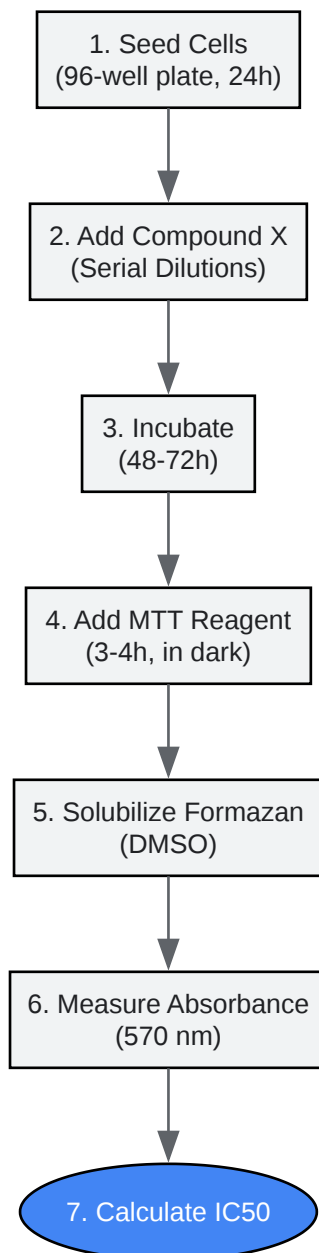 1. Seed Cells
(96-well plate, 24h)
2. Add Compound X
(Serial Dilutions)
3. Incubate
(48-72h)
4. Add MTT Reagent
(3-4h, in dark)
5. Solubilize Formazan
(DMSO)
6. Measure Absorbance
(570 nm)
7. Calculate IC50